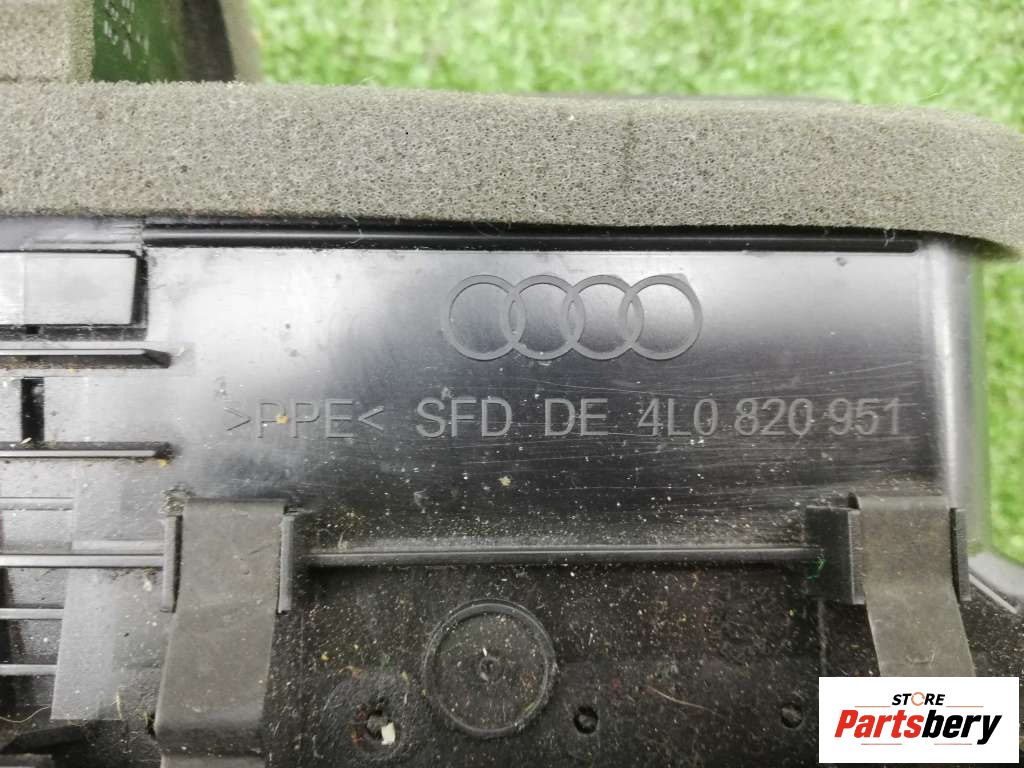 >PPE< SFD DE 4L0 820 951
STORE
Partsbery